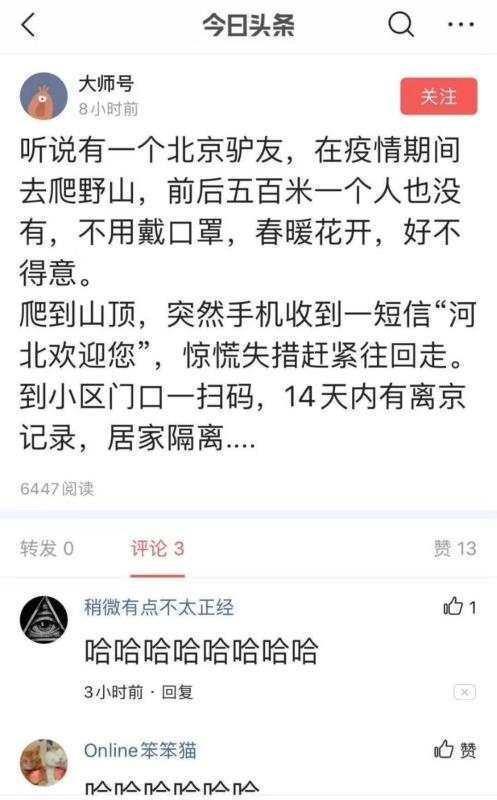 今日头条
大师号
8小时前
关注
听说有一个北京驴友，在疫情期间
去爬野山，前后五百米一个人也没
有，不用戴口罩，春暖花开，好不
得意。
爬到山顶，突然手机收到一短信“河
北欢迎您”，惊慌失措赶紧往回走。
到小区门口一扫码，14天内有离京
记录，居家隔离....
6447阅读
转发 0 评论 3 赞 13
稍微有点不太正经 1
哈哈哈哈哈哈哈哈
3小时前 · 回复
Online笨笨猫 赞
哈哈哈哈哈哈